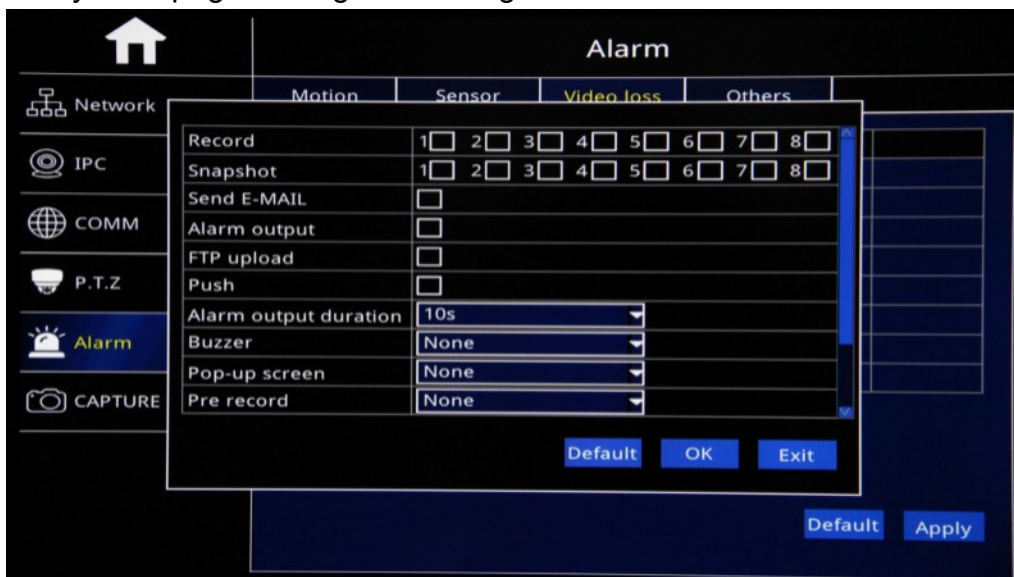 Alarm
Network
Motion
Sensor
Video loss
Others
Record 1 2 3 4 5 6 7 8
Snapshot 1 2 3 4 5 6 7 8
IPC
Send E-MAIL
COMM
Alarm output
FTP upload
P.T.Z
Push
Alarm output duration 10s
Alarm
Buzzer None
Pop-up screen None
CAPTURE
Pre record None
Default OK Exit
Default Apply